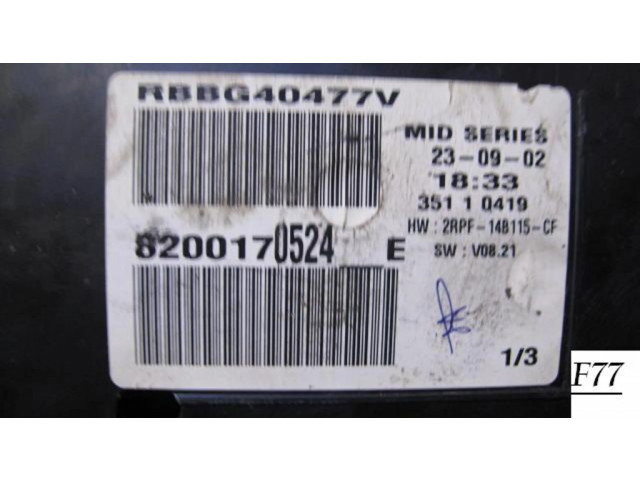 RBBG40477V
MID SERIES
23-09-02
18:33
351 1 0419
HW : 2RPF-14B115-CF
SW : V08.21
8200170524__E
1/3
F77